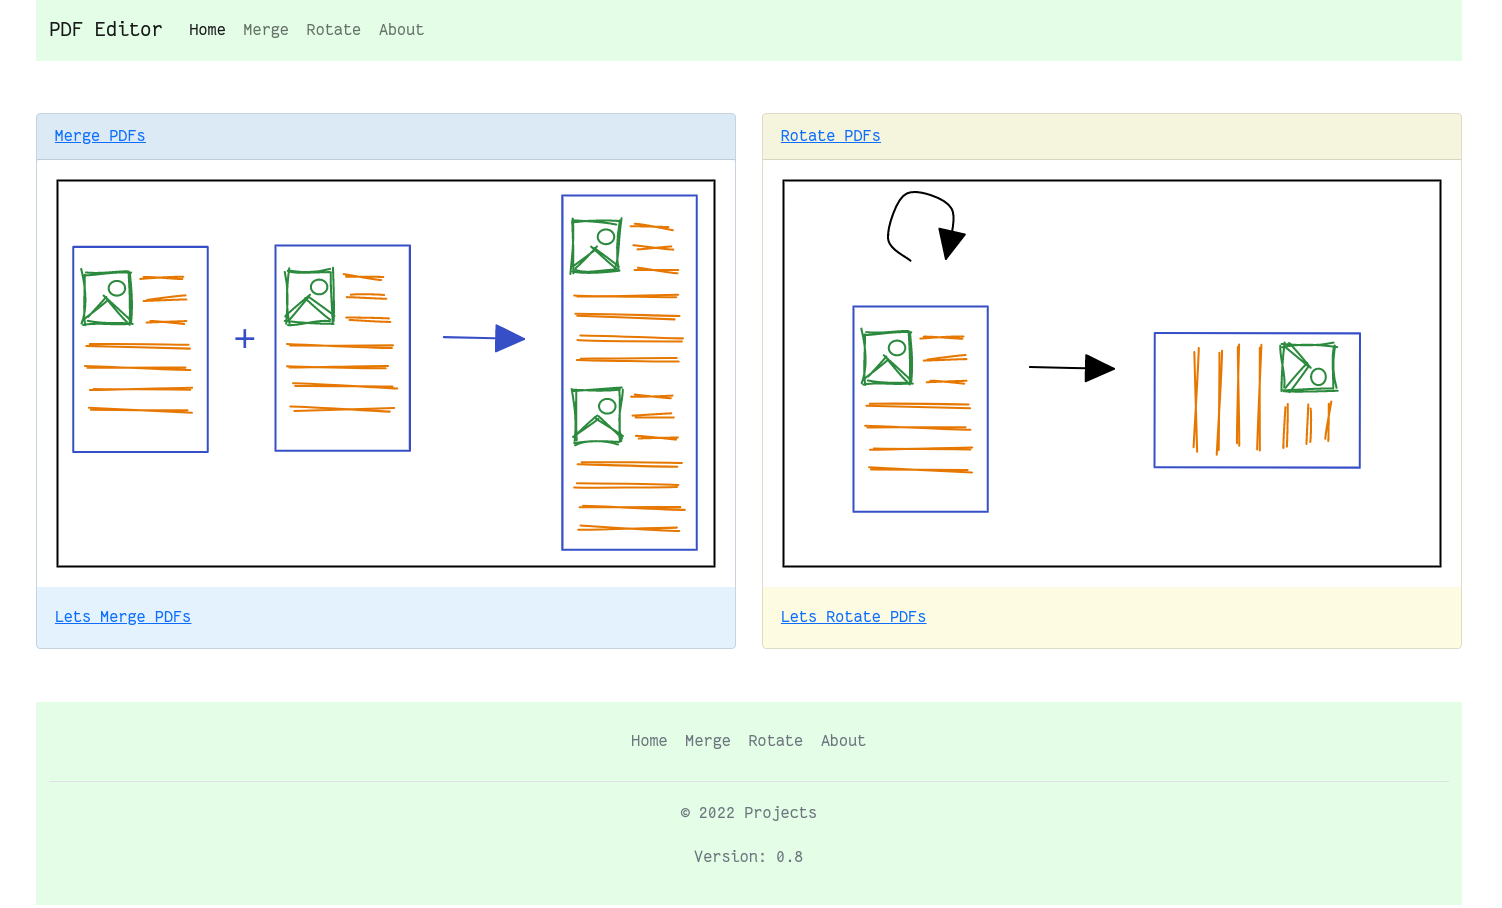 PDF Editor Home Merge Rotate About
Merge PDFs
+
Lets Merge PDFs
Rotate PDFs
Lets Rotate PDFs
Home Merge Rotate About
© 2022 Projects
Version: 0.8